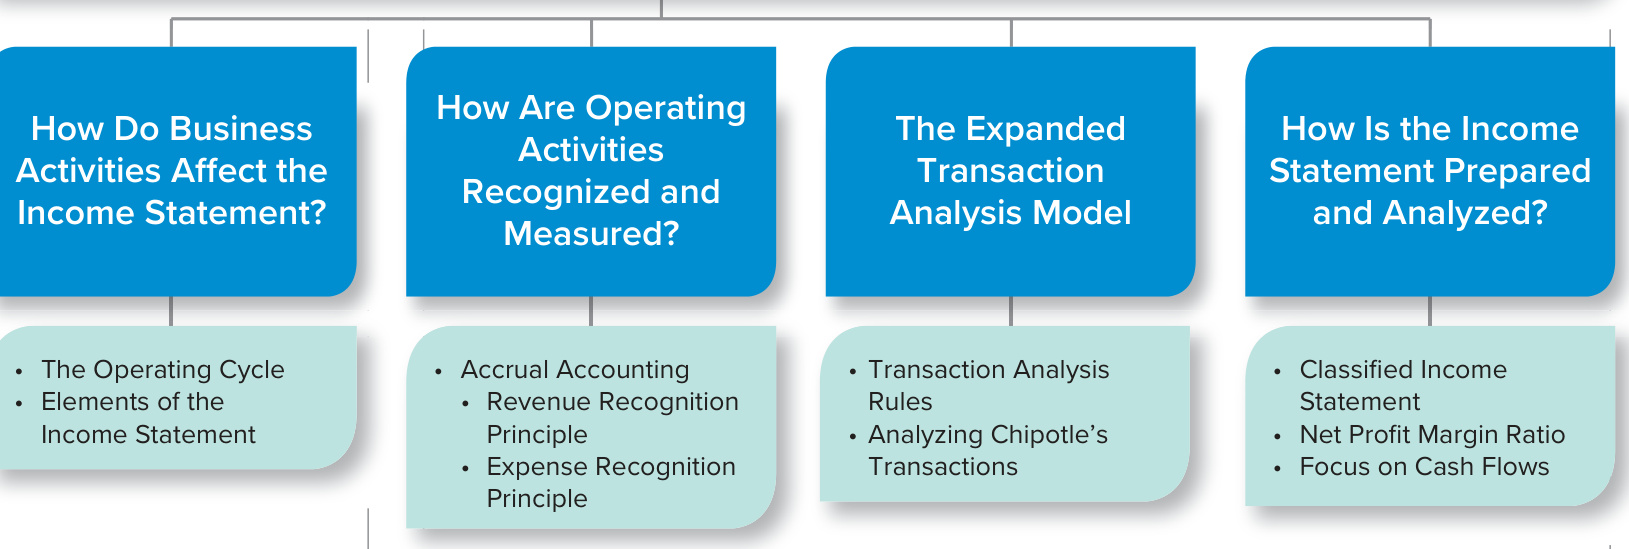 How Do Business
Activities Affect the
Income Statement?
How Are Operating
Activities
Recognized and
Measured?
The Expanded
Transaction
Analysis Model
How Is the Income
Statement Prepared
and Analyzed?
• The Operating Cycle
• Elements of the
Income Statement
• Accrual Accounting
• Revenue Recognition
Principle
• Expense Recognition
Principle
• Transaction Analysis
Rules
• Analyzing Chipotle’s
Transactions
• Classified Income
Statement
• Net Profit Margin Ratio
• Focus on Cash Flows